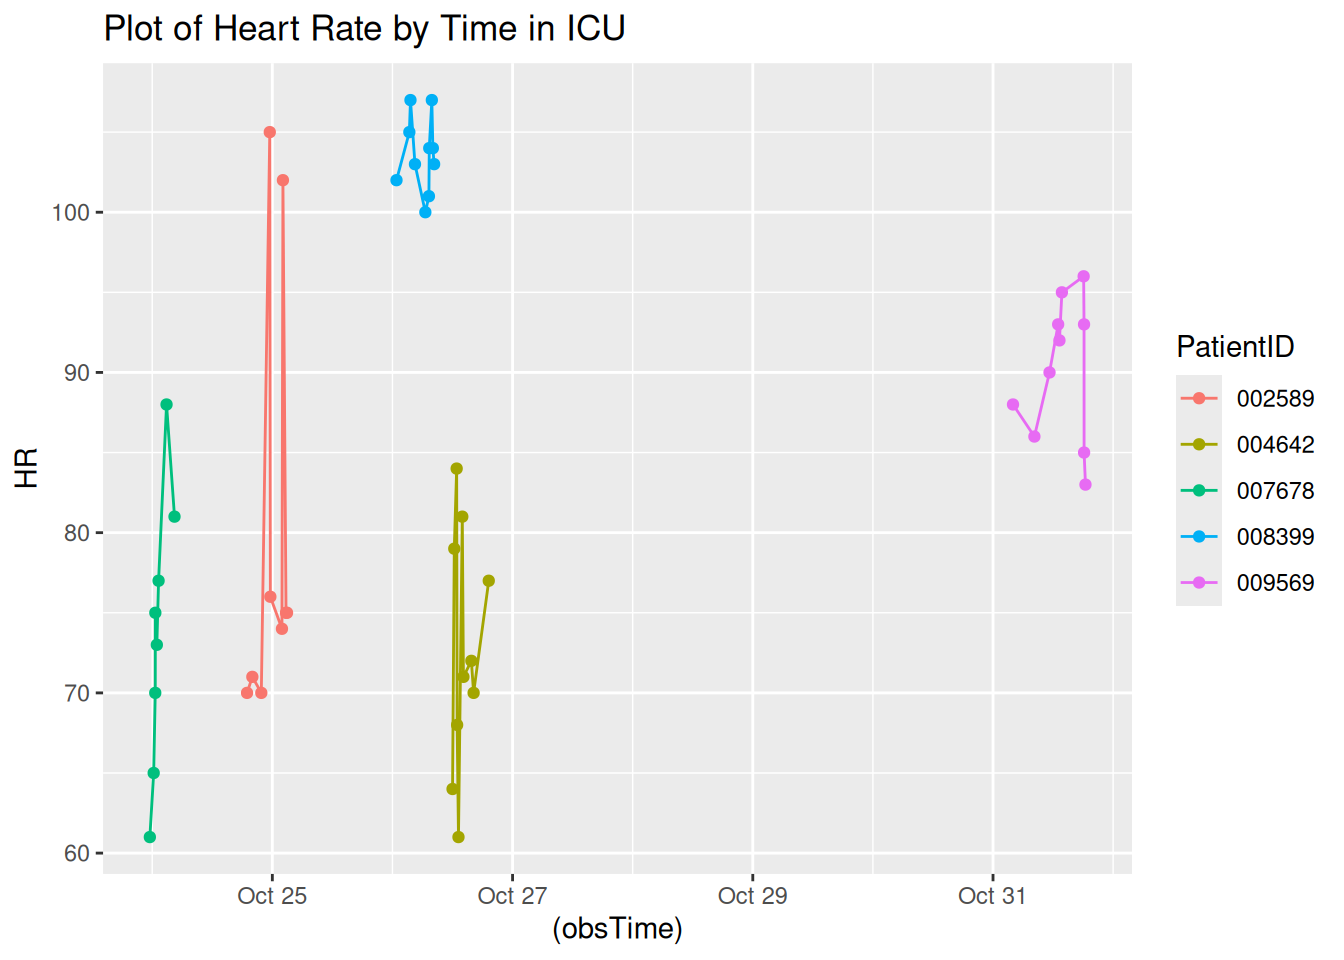 Plot of Heart Rate by Time in ICU
HR
100
90
80
70
60
Oct 25
Oct 27
Oct 29
Oct 31
(obsTime)
PatientID
002589
004642
007678
008399
009569